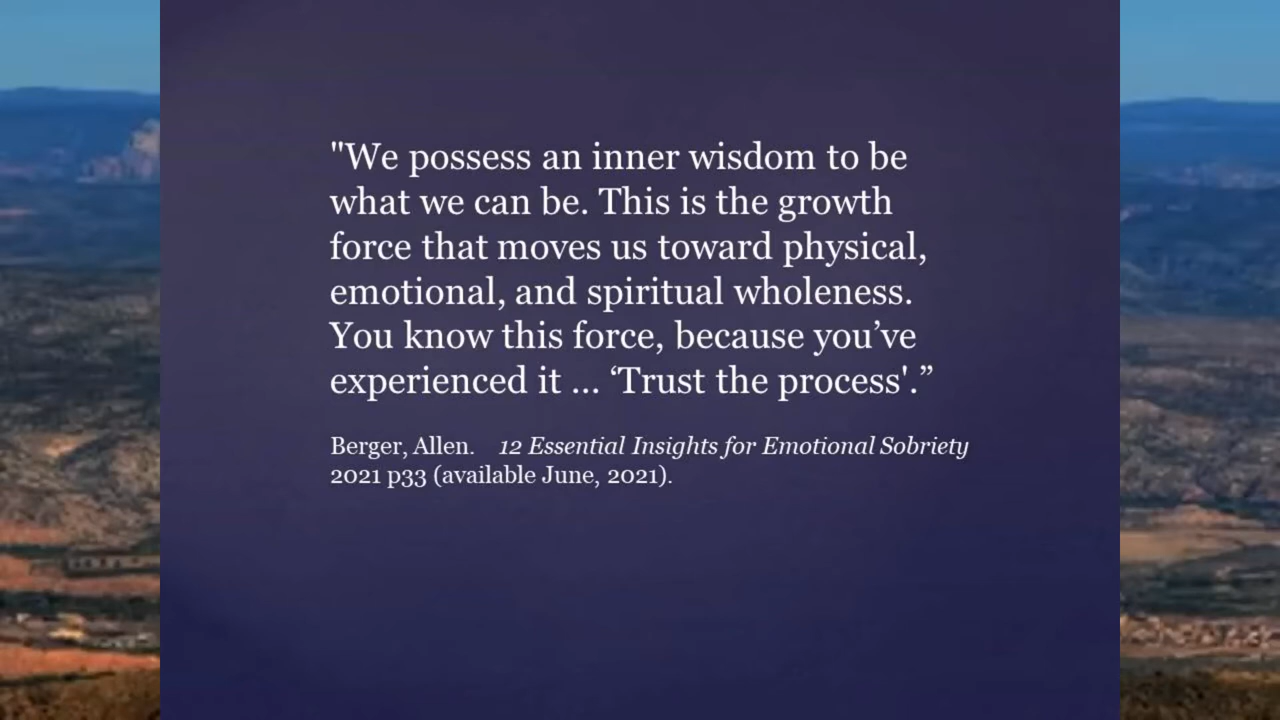 "We possess an inner wisdom to be
what we can be. This is the growth
force that moves us toward physical,
emotional, and spiritual wholeness.
You know this force, because you’ve
experienced it ... ‘Trust the process'.”
Berger, Allen. 12 Essential Insights for Emotional Sobriety
2021 p33 (available June, 2021).